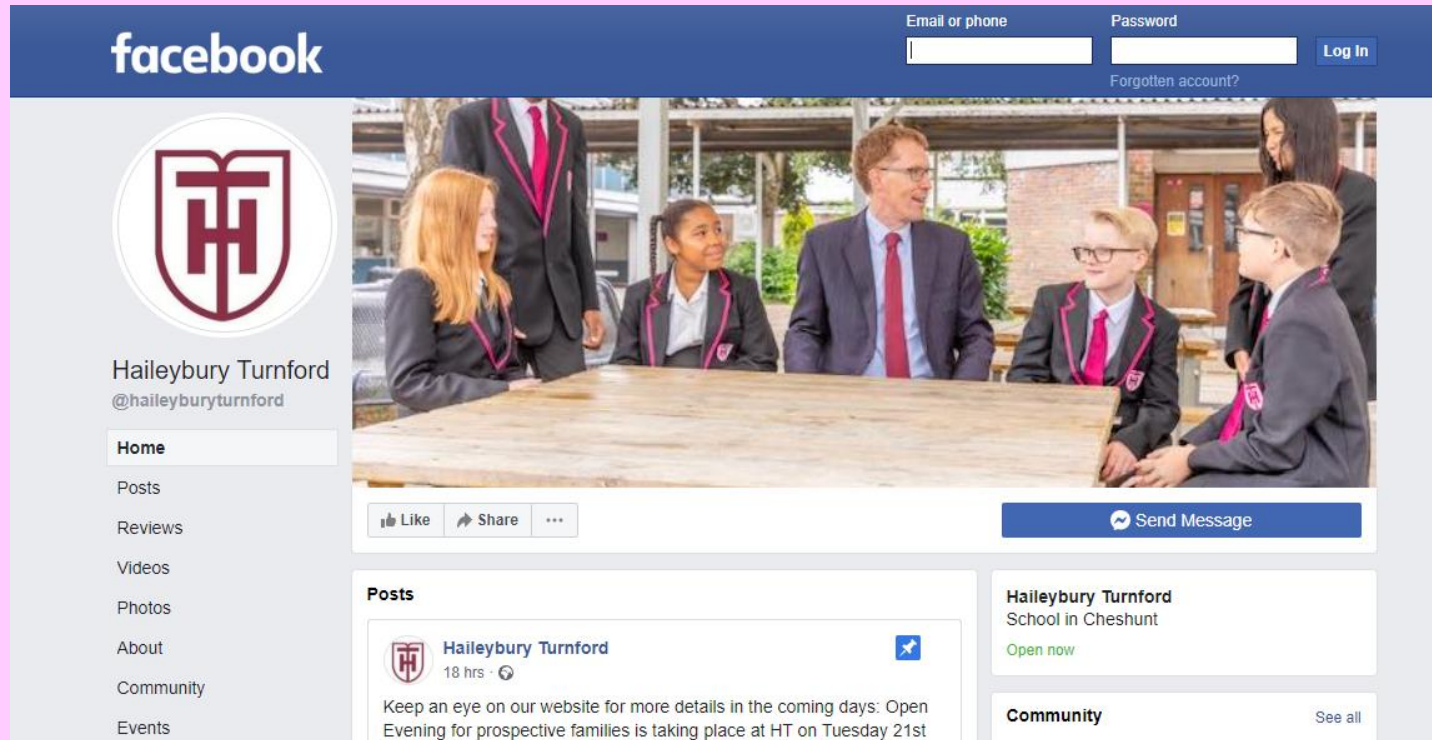 facebook
Email or phone
Password
Log In
Forgotten account?
Haileybury Turnford
@haileyburyturnford
Home
Posts
Reviews
Videos
Photos
About
Community
Events
Like
Share
Send Message
Posts
Haileybury Turnford
18 hrs ·
Keep an eye on our website for more details in the coming days: Open
Evening for prospective families is taking place at HT on Tuesday 21st
Haileybury Turnford
School in Cheshunt
Open now
Community
See all